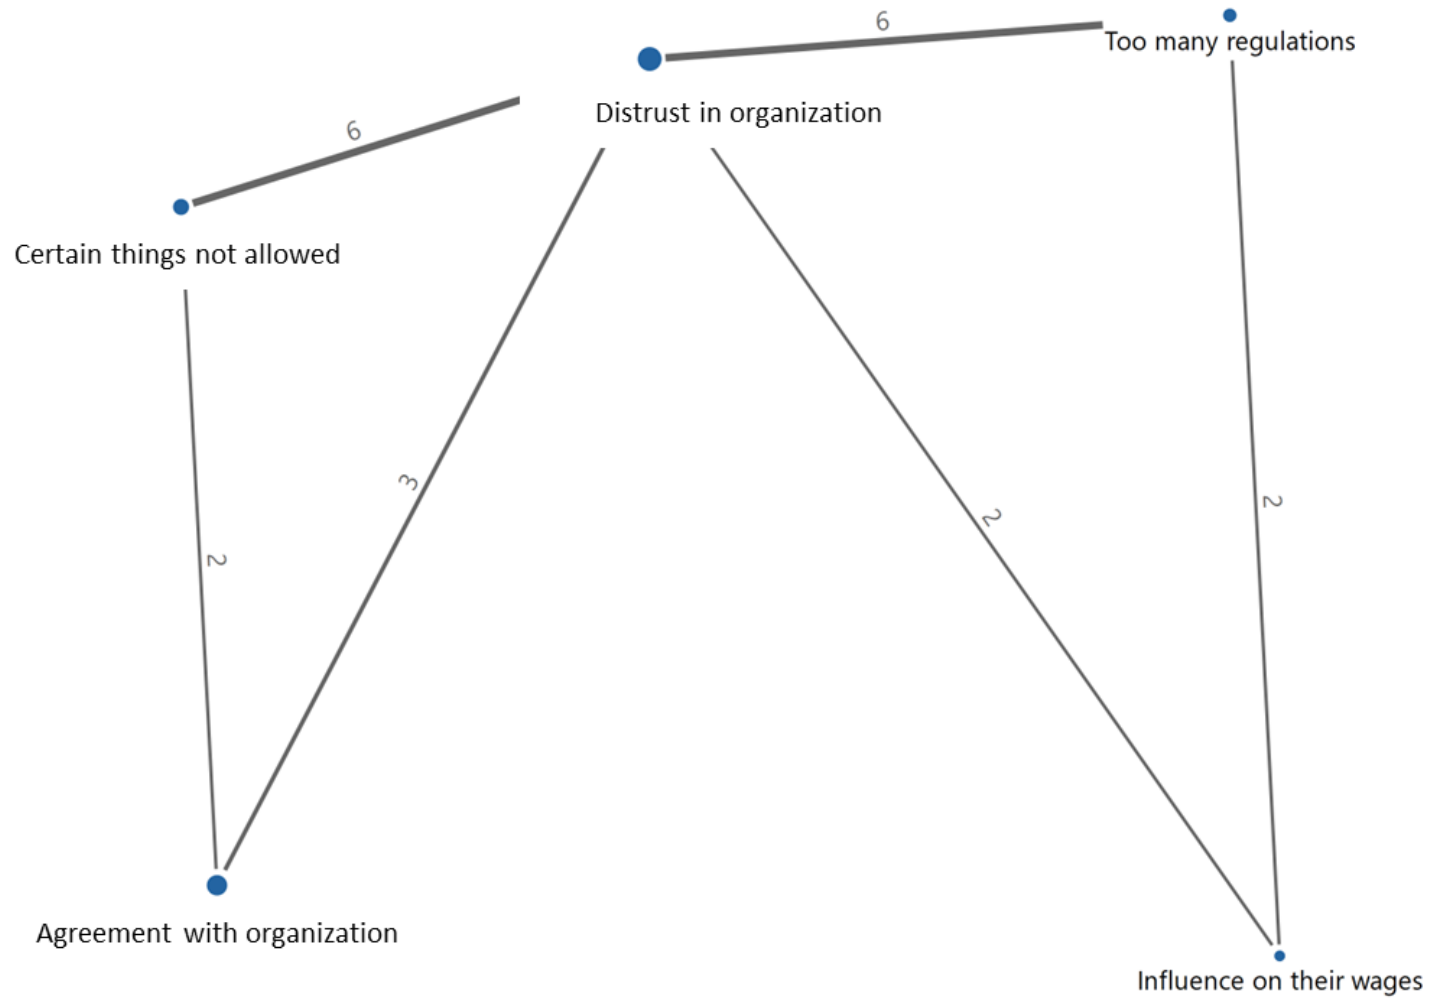 6
Too many regulations
Distrust in organization
6
Certain things not allowed
3
2
2
2
Agreement with organization
Influence on their wages